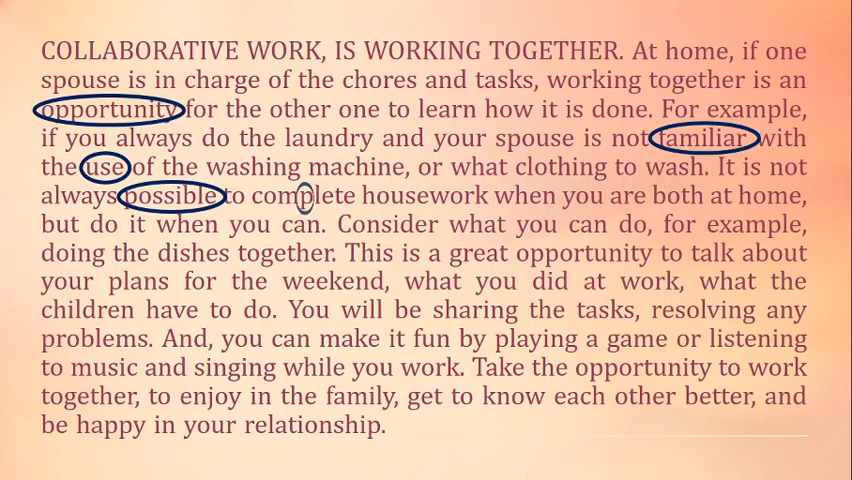 COLLABORATIVE WORK, IS WORKING TOGETHER. At home, if one
spouse is in charge of the chores and tasks, working together is an
opportunity for the other one to learn how it is done. For example,
if you always do the laundry and your spouse is not familiar with
the use of the washing machine, or what clothing to wash. It is not
always possible to complete housework when you are both at home,
but do it when you can. Consider what you can do, for example,
doing the dishes together. This is a great opportunity to talk about
your plans for the weekend, what you did at work, what the
children have to do. You will be sharing the tasks, resolving any
problems. And, you can make it fun by playing a game or listening
to music and singing while you work. Take the opportunity to work
together, to enjoy in the family, get to know each other better, and
be happy in your relationship.